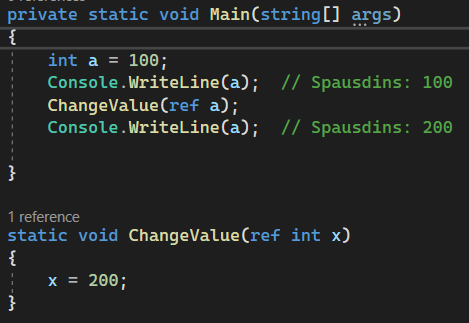 private static void Main(string[] args)
{
    int a = 100;
    Console.WriteLine(a);  // Spausdins: 100
    ChangeValue(ref a);
    Console.WriteLine(a);  // Spausdins: 200
}
1 reference
static void ChangeValue(ref int x)
{
    x = 200;
}